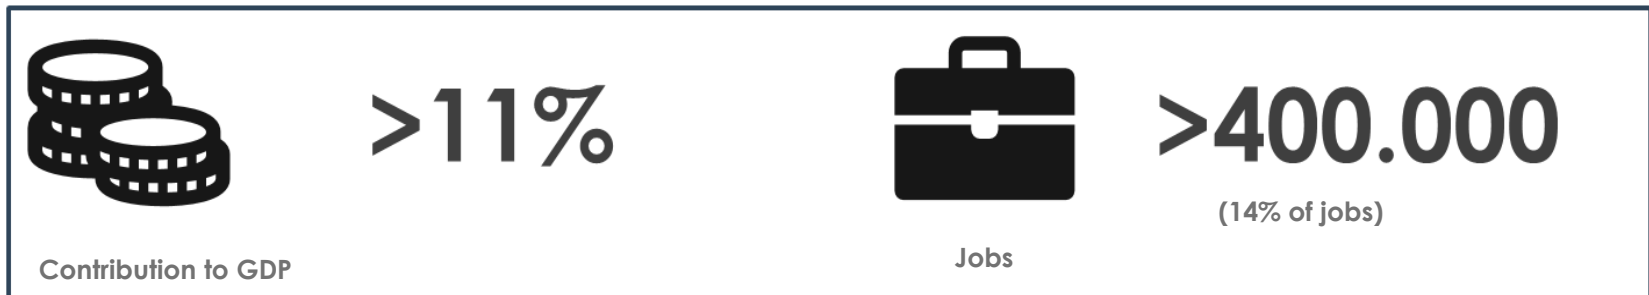 >11%
>400.000
(14% of jobs)
Contribution to GDP
Jobs